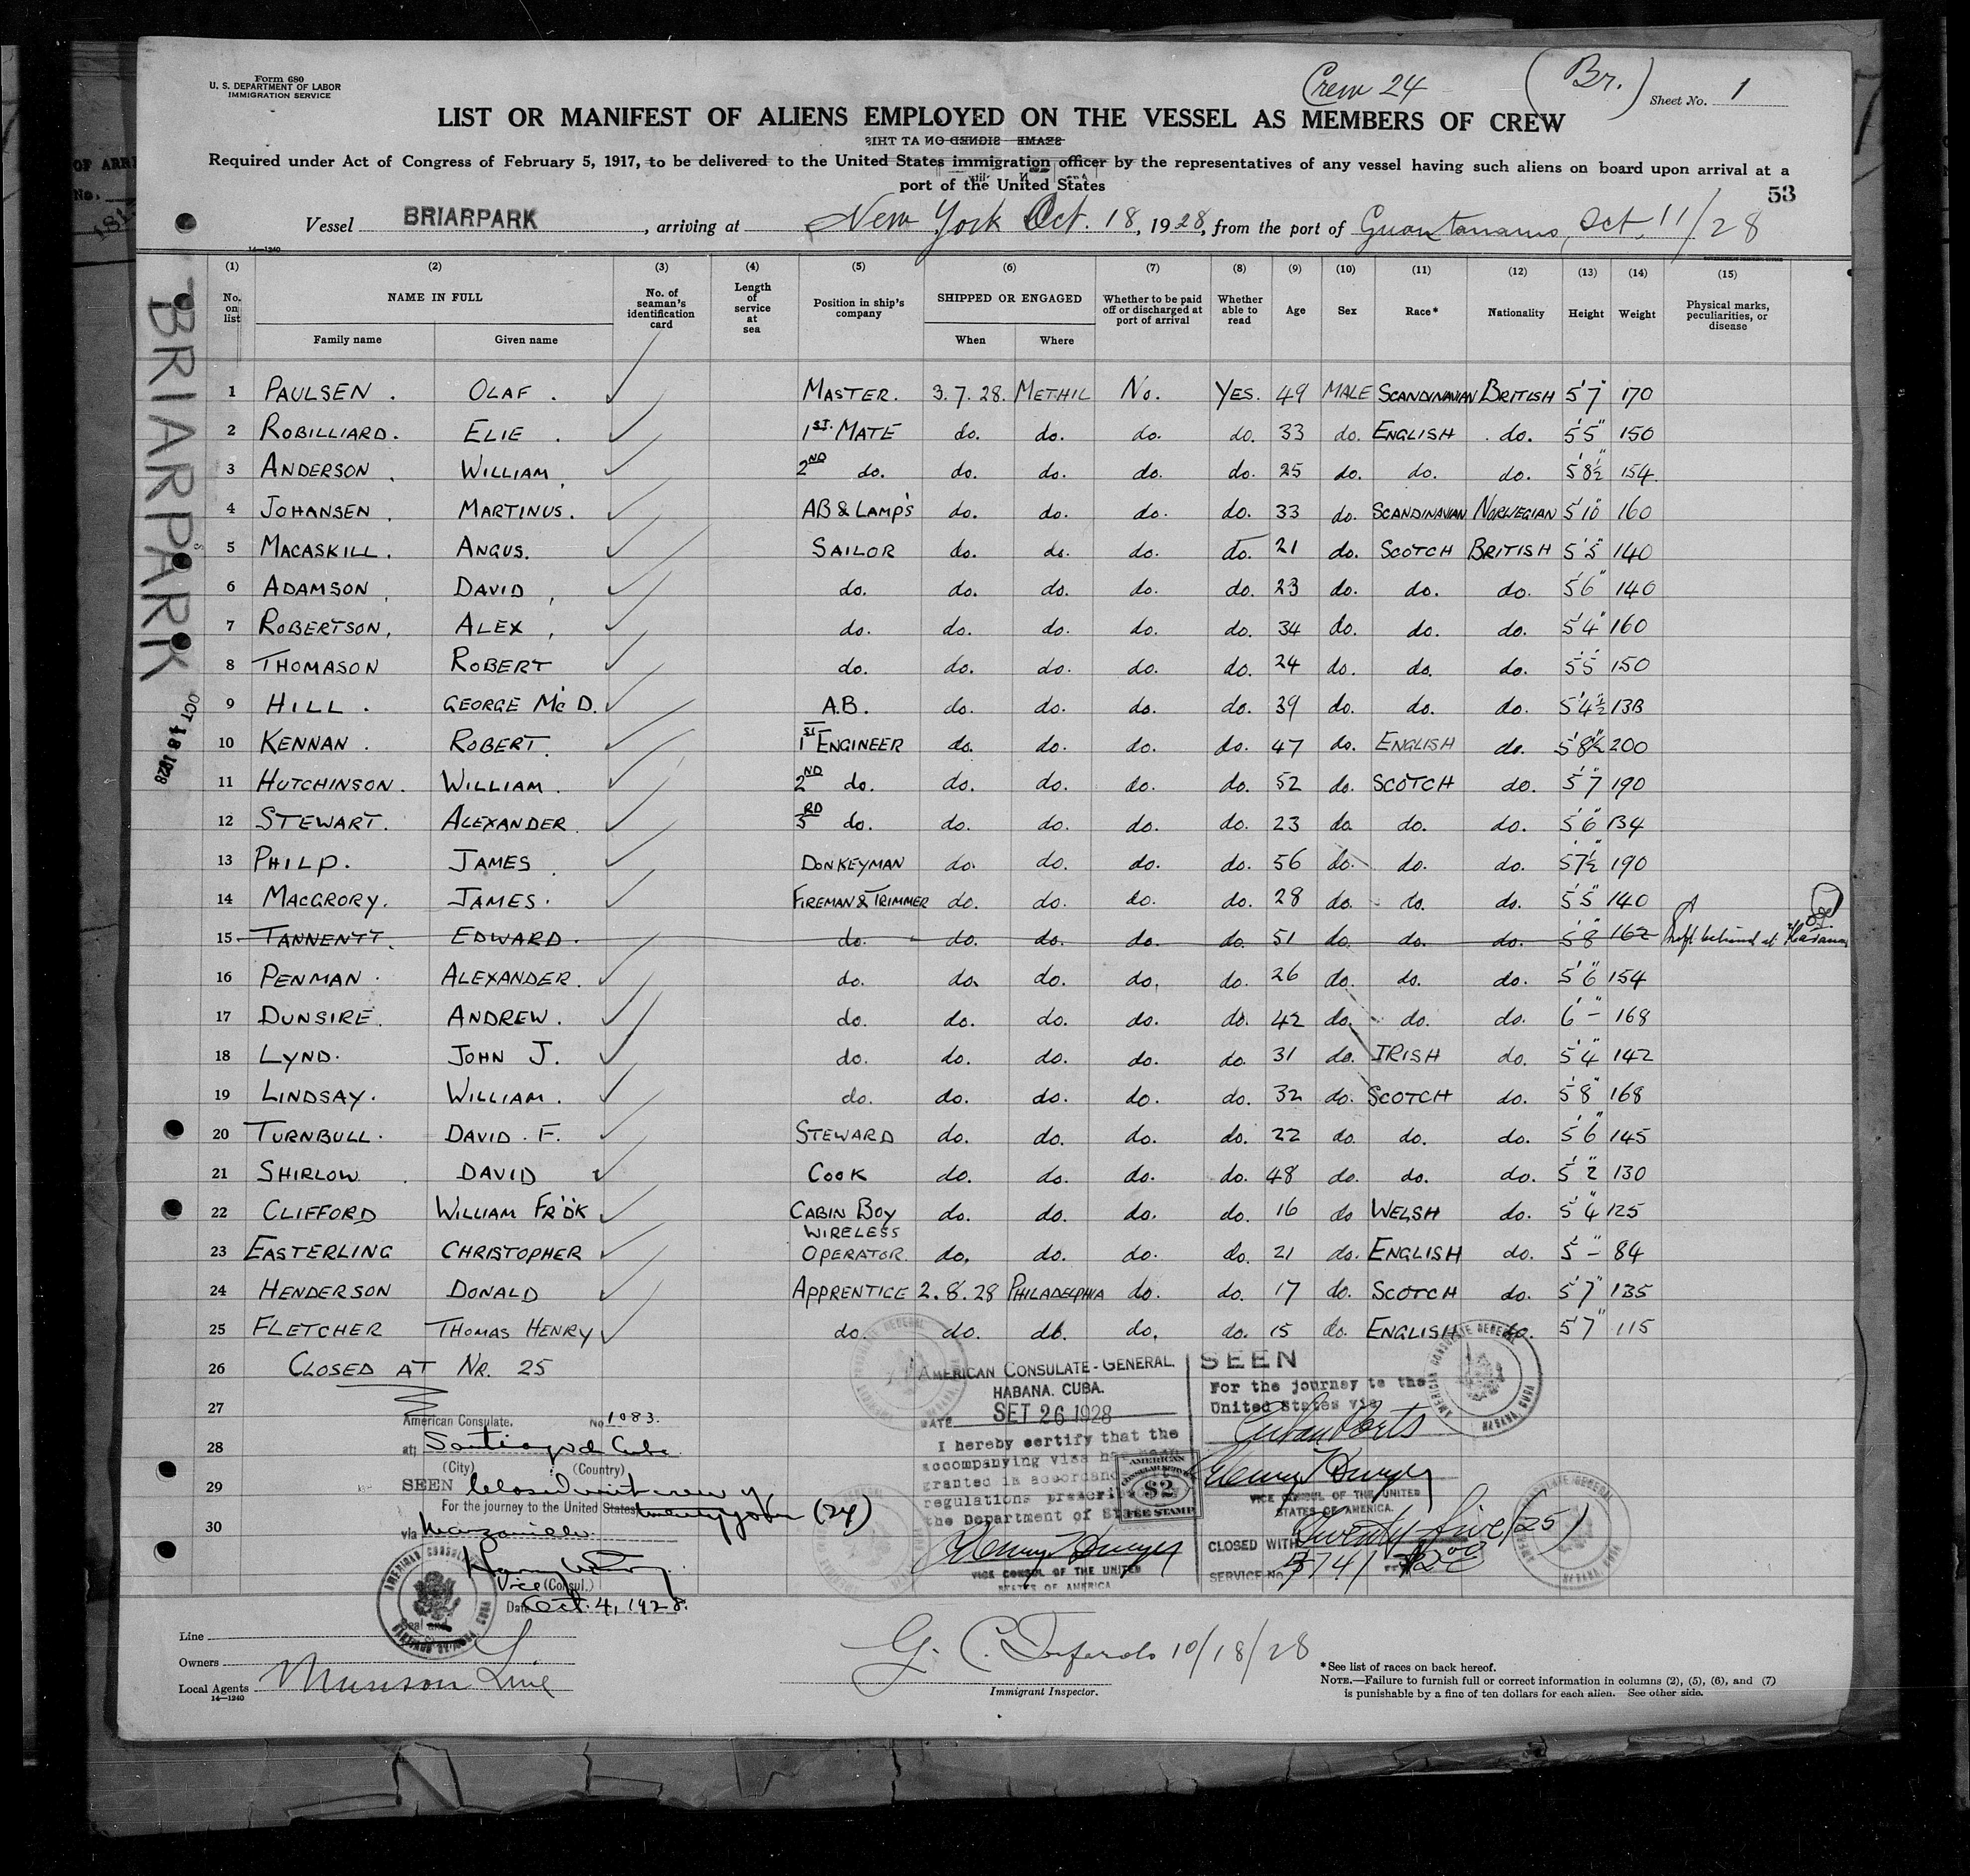 Form 680
U. S. DEPARTMENT OF LABOR
IMMIGRATION SERVICE
Crew 24 (Br.) Sheet No. 1
LIST OR MANIFEST OF ALIENS EMPLOYED ON THE VESSEL AS MEMBERS OF CREW
Required under Act of Congress of February 5, 1917, to be delivered to the United States immigration officer by the representatives of any vessel having such aliens on board upon arrival at a
port of the United States
53
Vessel BRIARPARK, arriving at New York Oct. 18, 1928, from the port of Guantanamo, Oct. 11/28
14—1240
BRIARPARK
OCT 18 1928
(1) (2) (3) (4) (5) (6) (7) (8) (9) (10) (11) (12) (13) (14) (15)
No. on list NAME IN FULL No. of seaman's identification card Length of service at sea Position in ship's company SHIPPED OR ENGAGED Whether to be paid off or discharged at port of arrival Whether able to read Age Sex Race* Nationality Height Weight Physical marks, peculiarities, or disease
Family name Given name When Where
1 PAULSEN. OLAF. MASTER. 3.7.28. METHIL No. YES. 49 MALE SCANDINAVIAN BRITISH 5'7" 170
2 ROBILLIARD. ELIE. 1ST. MATE do. do. do. do. 33 do. ENGLISH do. 5'5" 150
3 ANDERSON, WILLIAM, 2ND do. do. do. do. do. 25 do. do. do. 5'8½" 154
4 JOHANSEN, MARTINUS. AB & LAMPS do. do. do. do. 33 do. SCANDINAVIAN NORWEGIAN 5'10" 160
5 MACASKILL. ANGUS. SAILOR do. do. do. do. 21 do. SCOTCH BRITISH 5'5" 140
6 ADAMSON, DAVID, do. do. do. do. do. 23 do. do. do. 5'6" 140
7 ROBERTSON, ALEX, do. do. do. do. do. 34 do. do. do. 5'4" 160
8 THOMASON ROBERT do. do. do. do. do. 24 do. do. do. 5'5" 150
9 HILL. GEORGE McD. A.B. do. do. do. do. 39 do. do. do. 5'4½" 138
10 KENNAN. ROBERT. 1ST ENGINEER do. do. do. do. 47 do. ENGLISH do. 5'8½" 200
11 HUTCHINSON. WILLIAM. 2ND do. do. do. do. do. 52 do. SCOTCH do. 5'7" 190
12 STEWART. ALEXANDER. 3RD do. do. do. do. do. 23 do. do. do. 5'6" 134
13 PHILP. JAMES. DONKEYMAN do. do. do. do. 56 do. do. do. 5'7½" 190
14 MACGRORY. JAMES. FIREMAN & TRIMMER do. do. do. do. 28 do. do. do. 5'5" 140
15 TANNENTT. EDWARD. do. do. do. do. do. 51 do. do. do. 5'8" 162 left behind at Havana
16 PENMAN. ALEXANDER. do. do. do. do. do. 26 do. do. do. 5'6" 154
17 DUNSIRE. ANDREW. do. do. do. do. do. 42 do. do. do. 6'-" 168
18 LYND. JOHN J. do. do. do. do. do. 31 do. IRISH do. 5'4" 142
19 LINDSAY. WILLIAM. do. do. do. do. do. 32 do. SCOTCH do. 5'8" 168
20 TURNBULL. DAVID. F. STEWARD do. do. do. do. 22 do. do. do. 5'6" 145
21 SHIRLOW. DAVID COOK do. do. do. do. 48 do. do. do. 5'2" 130
22 CLIFFORD WILLIAM FR'DK CABIN BOY do. do. do. do. 16 do WELSH do. 5'4" 125
23 EASTERLING CHRISTOPHER WIRELESS OPERATOR. do. do. do. do. 21 do. ENGLISH do. 5'-" 84
24 HENDERSON DONALD APPRENTICE 2.8.28 PHILADELPHIA do. do. 17 do. SCOTCH do. 5'7" 135
25 FLETCHER THOMAS HENRY do. do. do. do. do. 15 do. ENGLISH do. 5'7" 115
26 CLOSED AT NR. 25
27
28
29
30
American Consulate. No 1083.
at Santiago de Cuba
(City) (Country)
SEEN Closed with crew of
For the journey to the United States twenty four (24)
via Manzanillo.
Vice (Consul.)
Date Oct. 4, 1928.
AMERICAN CONSULATE-GENERAL.
HABANA. CUBA.
DATE SET 26 1928
I hereby certify that the
accompanying visa has been
granted in accordance with
regulations prescribed
the Department of State
Henry T Dwyer
VICE CONSUL OF THE UNITED
STATES OF AMERICA
AMERICAN
CONSULAR SERVICE
$2
FEE STAMP
SEEN
For the journey to the
United States via
Cuban Ports
Henry T Dwyer
VICE CONSUL OF THE UNITED
STATES OF AMERICA.
CLOSED WITH Twenty five (25)
SERVICE No. 5741 $2.00
AMERICAN CONSULATE GENERAL
Line
Owners
Local Agents Munson Line
14—1240
10/18/28
Immigrant Inspector.
*See list of races on back hereof.
NOTE.—Failure to furnish full or correct information in columns (2), (5), (6), and (7)
is punishable by a fine of ten dollars for each alien. See other side.